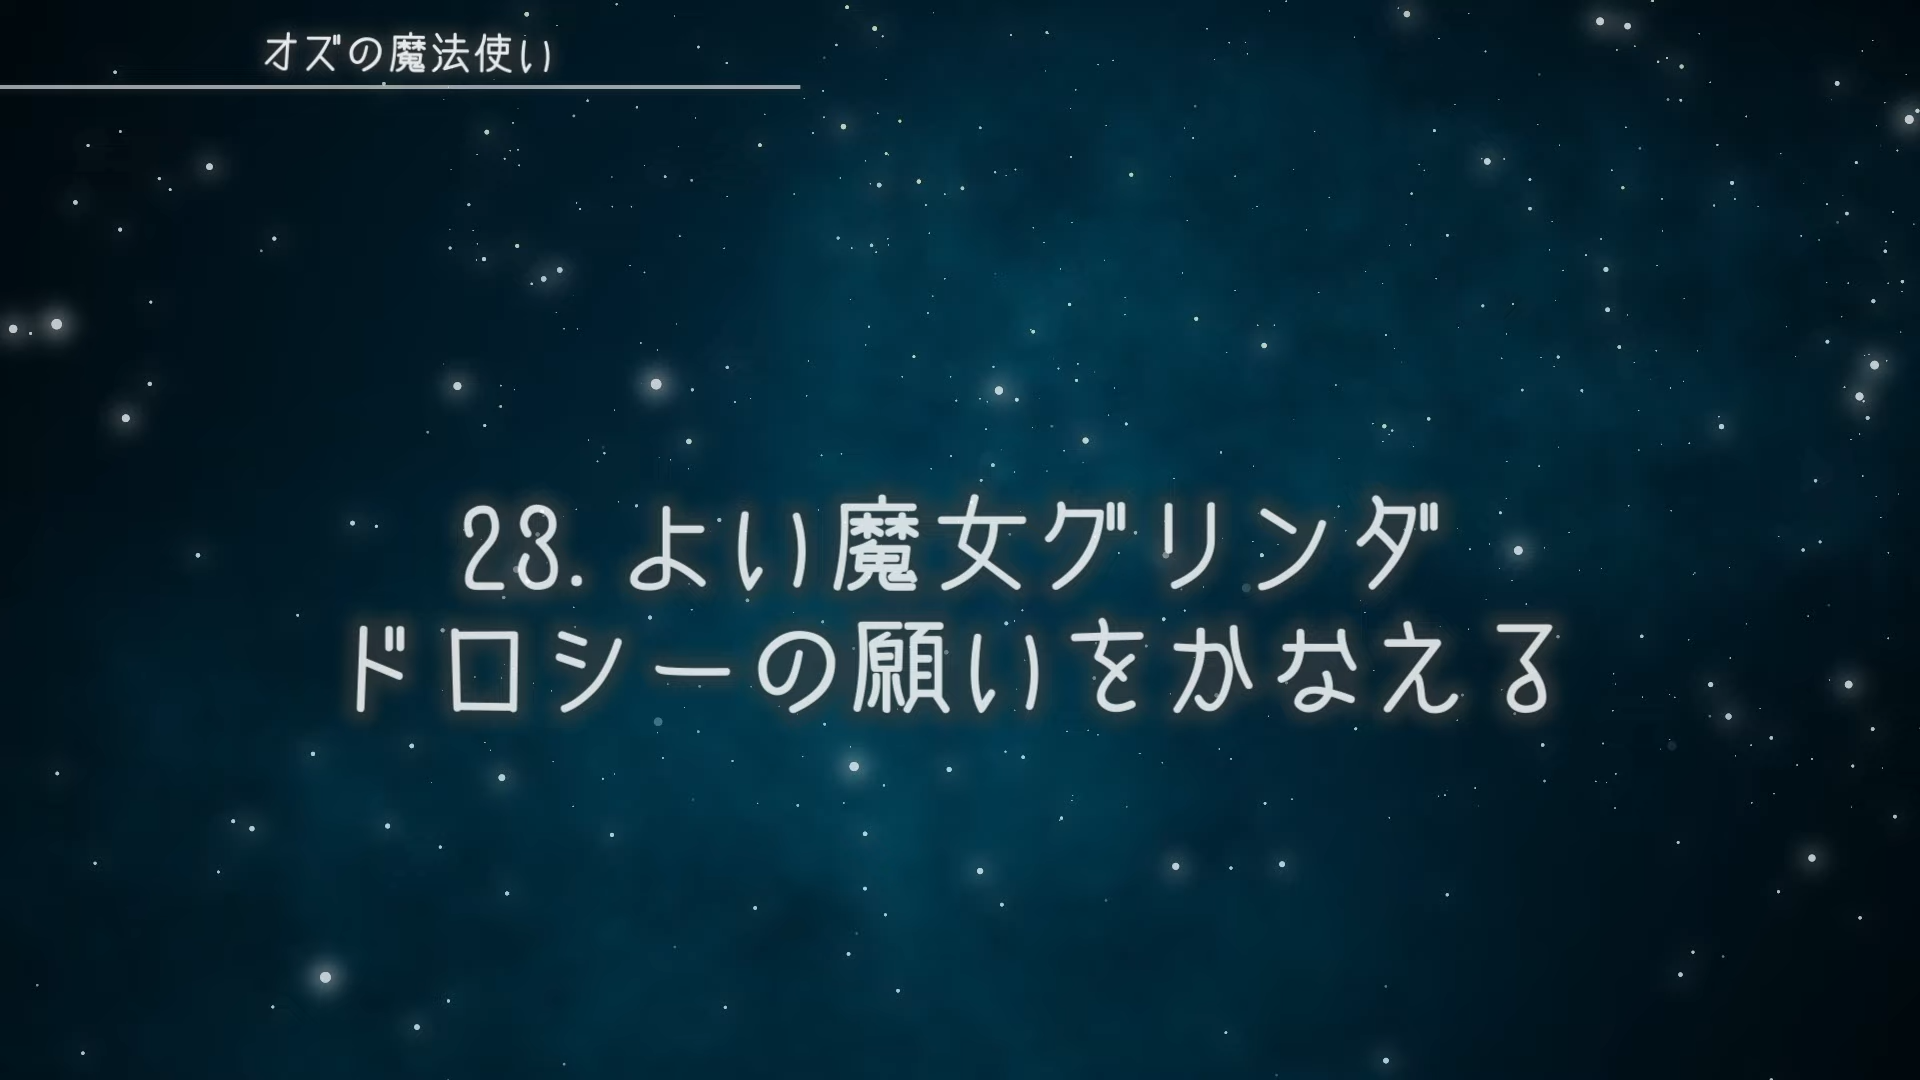 オズの魔法使い
23.よい魔女グリンダ
ドロシーの願いをかなえる